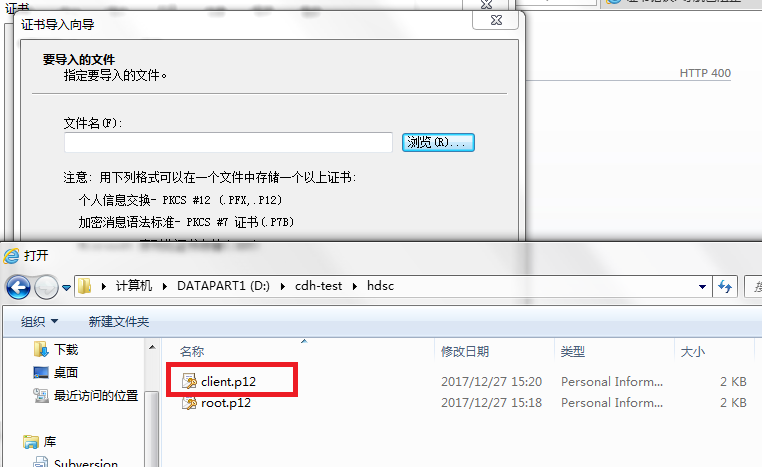 证书
证书导入向导
HTTP 400
要导入的文件
指定要导入的文件。
文件名(F):
浏览(R)...
注意：用下列格式可以在一个文件中存储一个以上证书:
个人信息交换- PKCS #12 (.PFX,.P12)
加密消息语法标准- PKCS #7 证书(.P7B)
打开
计算机 DATAPART1 (D:) cdh-test hdsc
组织 新建文件夹
下载
桌面
最近访问的位置
库
Subversion
名称 修改日期 类型 大小
client.p12 2017/12/27 15:20 Personal Inform... 2 KB
root.p12 2017/12/27 15:18 Personal Inform... 2 KB